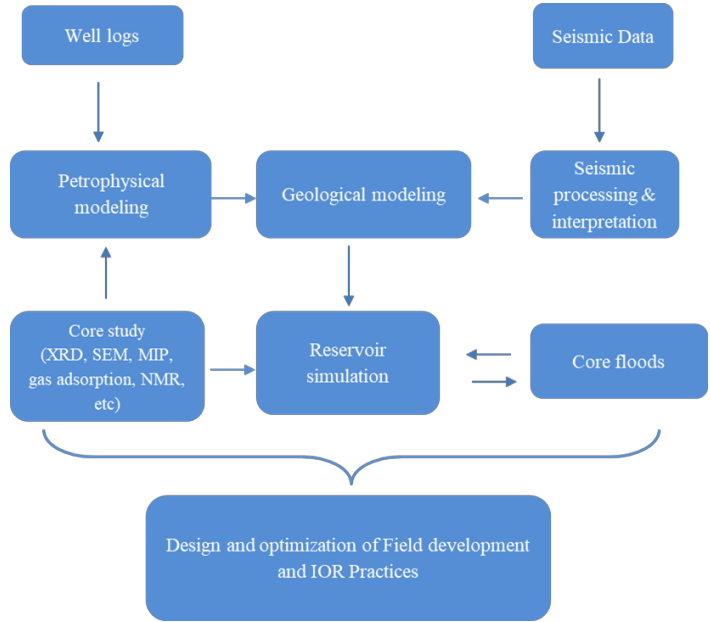 Well logs
Seismic Data
Petrophysical
modeling
Geological modeling
Seismic
processing &
interpretation
Core study
(XRD, SEM, MIP,
gas adsorption, NMR,
etc)
Reservoir
simulation
Core floods
Design and optimization of Field development
and IOR Practices